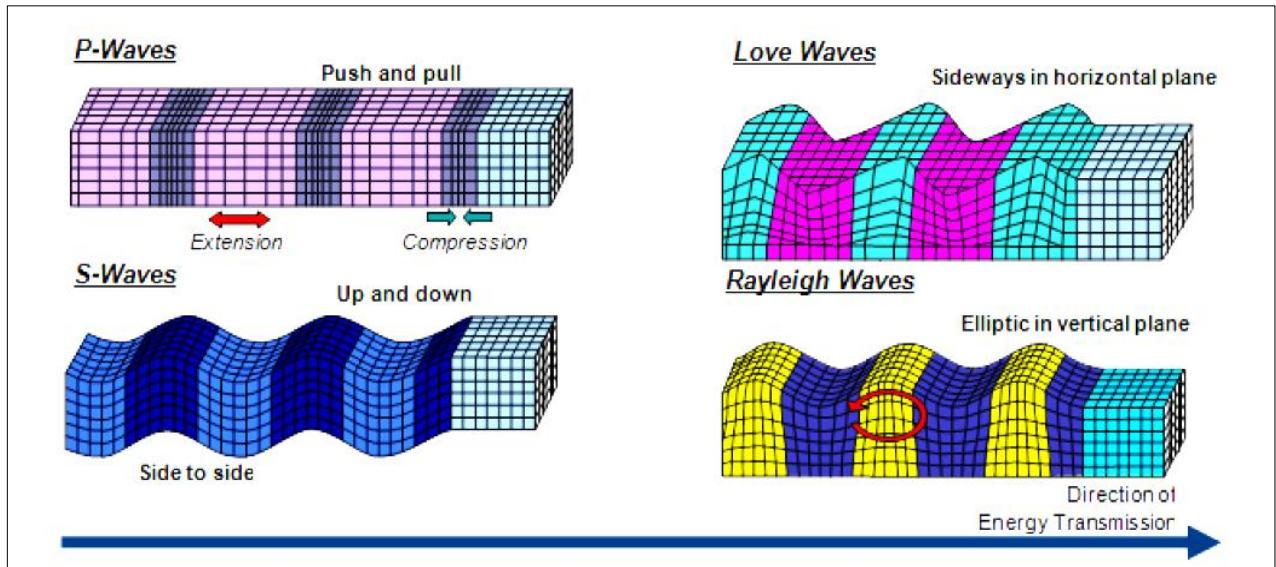 P-Waves
Push and pull
Extension
Compression
S-Waves
Up and down
Side to side
Love Waves
Sideways in horizontal plane
Rayleigh Waves
Elliptic in vertical plane
Direction of
Energy Transmission